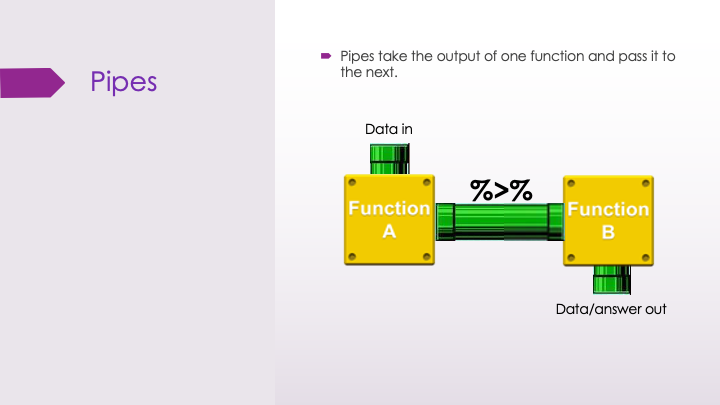 Pipes
Pipes take the output of one function and pass it to
the next.
Data in
%>%
Function
A
Function
B
Data/answer out